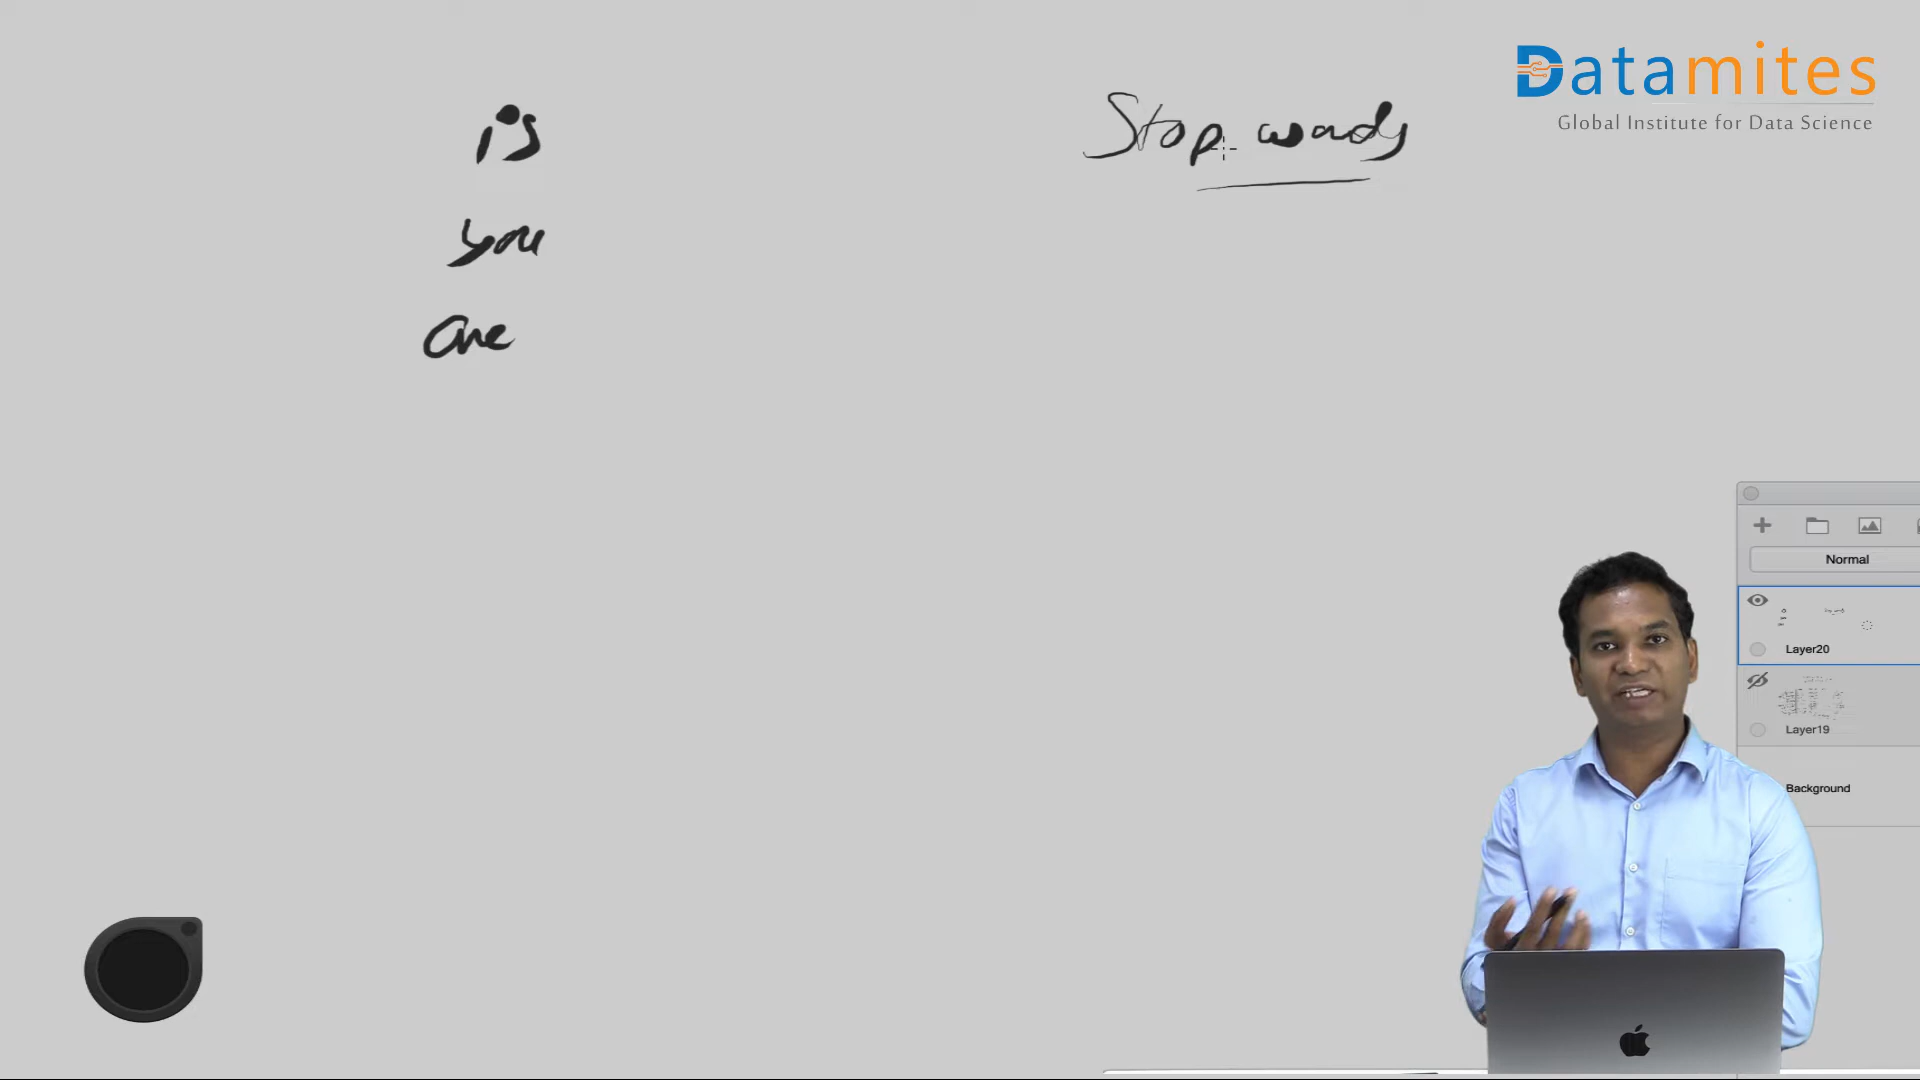 Datamites
Global Institute for Data Science
is
Stop words
you
are
Normal
Layer20
Layer19
Background